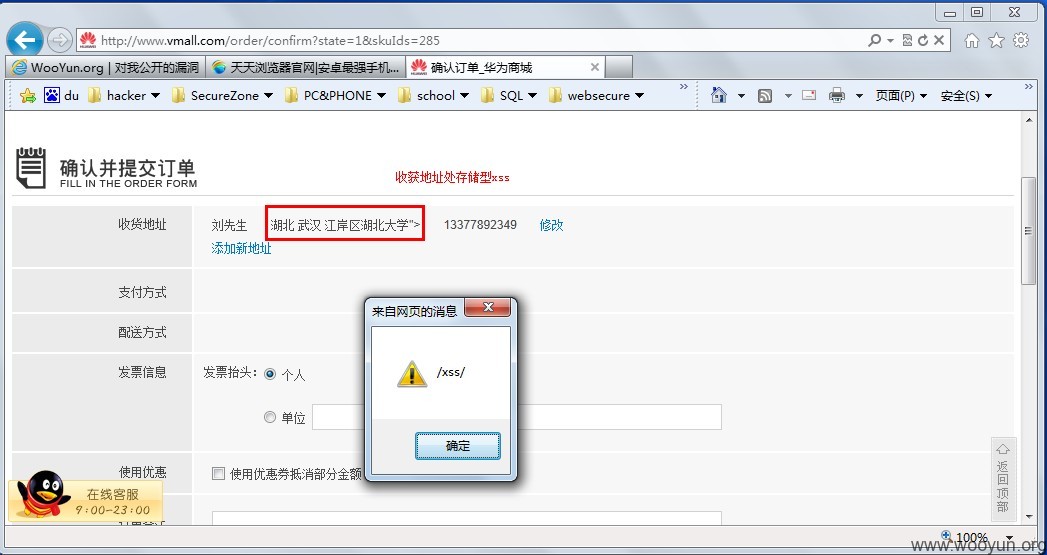 http://www.vmall.com/order/confirm?state=1&skuIds=285
WooYun.org | 对我公开的漏洞
天天浏览器官网|安卓最强手机...
确认订单_华为商城
du hacker SecureZone PC&PHONE school SQL websecure
页面(P) 安全(S)
确认并提交订单
FILL IN THE ORDER FORM
收获地址处存储型xss
收货地址 刘先生 湖北 武汉 江岸区湖北大学"> 13377892349 修改
添加新地址
支付方式
来自网页的消息
配送方式
发票信息 发票抬头: 个人
/xss/
单位
确定
使用优惠 使用优惠券抵消部分金额
返回顶部
在线客服
9:00-23:00
100%
www.wooyun.org